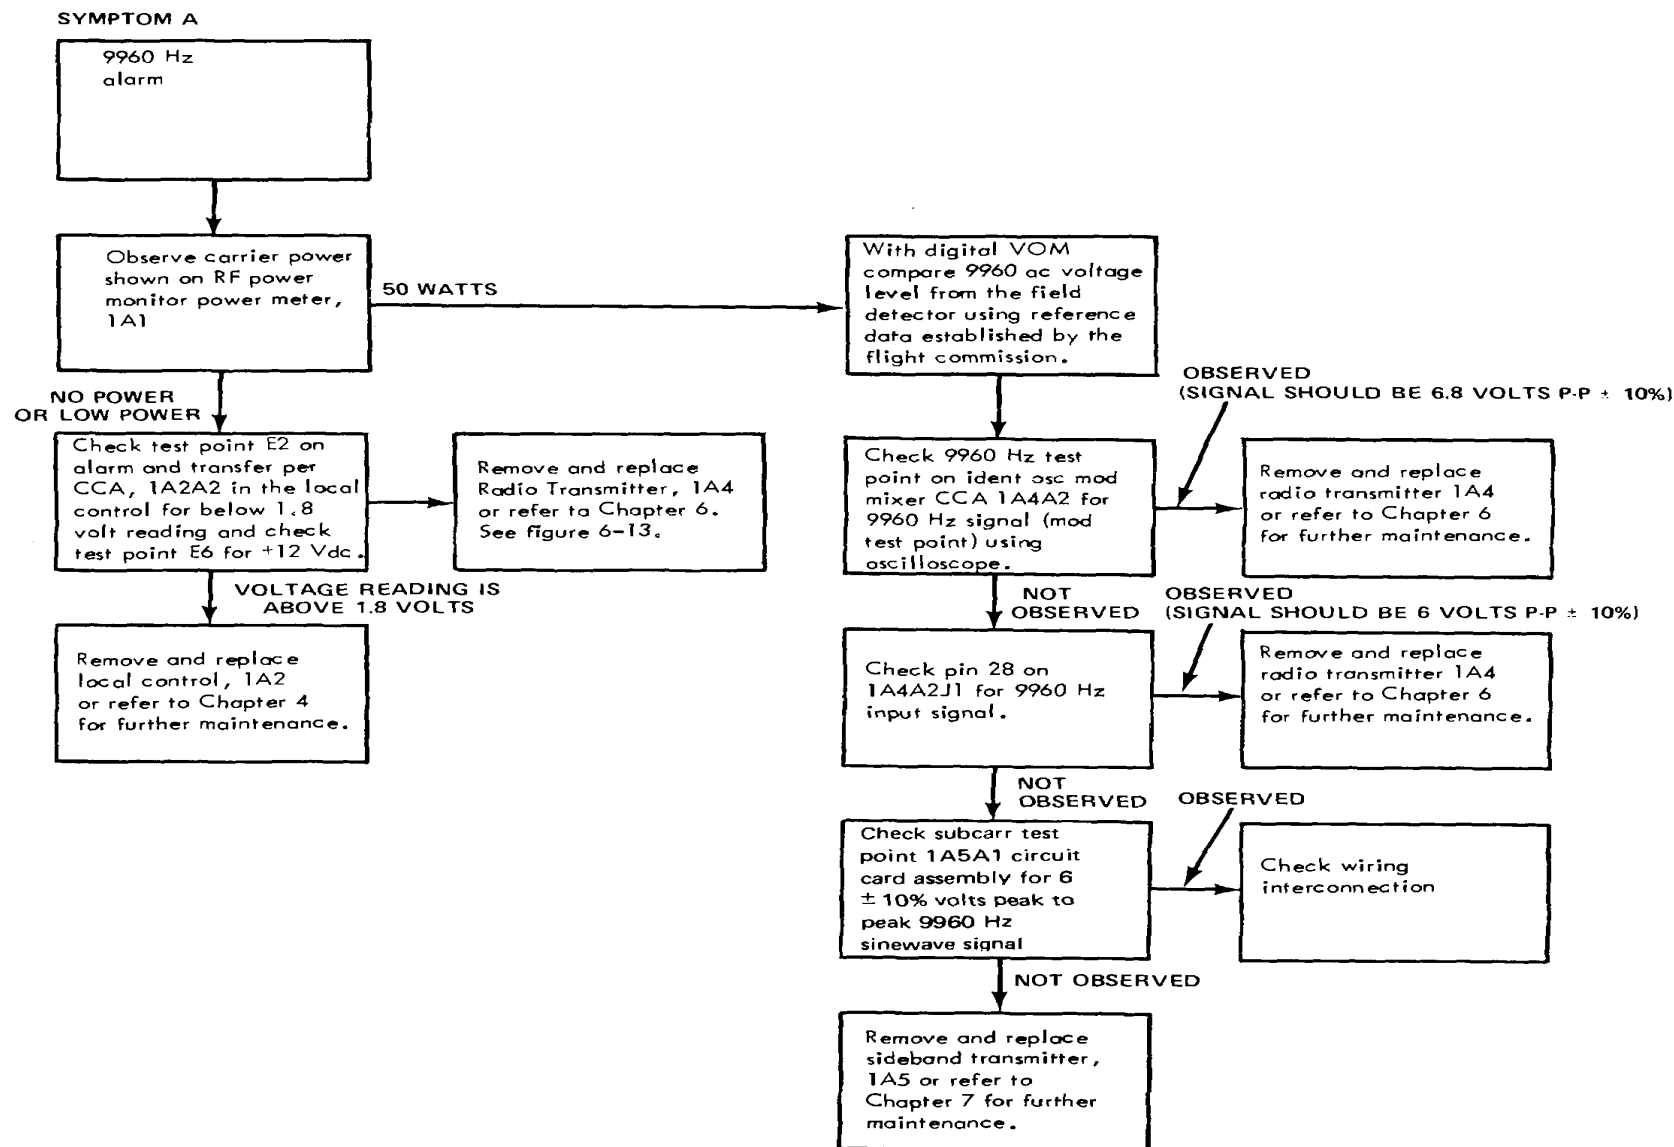 SYMPTOM A
9960 Hz
alarm
Observe carrier power
shown on RF power
monitor power meter,
1A1
50 WATTS
With digital VOM
compare 9960 ac voltage
level from the field
detector using reference
data established by the
flight commission.
NO POWER
OR LOW POWER
OBSERVED
(SIGNAL SHOULD BE 6.8 VOLTS P-P ± 10%)
Check test point E2 on
alarm and transfer per
CCA, 1A2A2 in the local
control for below 1.8
volt reading and check
test point E6 for +12 Vdc.
Remove and replace
Radio Transmitter, 1A4
or refer to Chapter 6.
See figure 6-13.
Check 9960 Hz test
point on ident osc mod
mixer CCA 1A4A2 for
9960 Hz signal (mod
test point) using
oscilloscope.
Remove and replace
radio transmitter 1A4
or refer to Chapter 6
for further maintenance.
VOLTAGE READING IS
ABOVE 1.8 VOLTS
NOT
OBSERVED
OBSERVED
(SIGNAL SHOULD BE 6 VOLTS P-P ± 10%)
Remove and replace
local control, 1A2
or refer to Chapter 4
for further maintenance.
Check pin 28 on
1A4A2J1 for 9960 Hz
input signal.
Remove and replace
radio transmitter 1A4
or refer to Chapter 6
for further maintenance.
NOT
OBSERVED
OBSERVED
Check subcarr test
point 1A5A1 circuit
card assembly for 6
± 10% volts peak to
peak 9960 Hz
sinewave signal
Check wiring
interconnection
NOT OBSERVED
Remove and replace
sideband transmitter,
1A5 or refer to
Chapter 7 for further
maintenance.